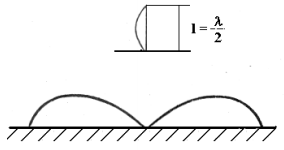 l = λ/2